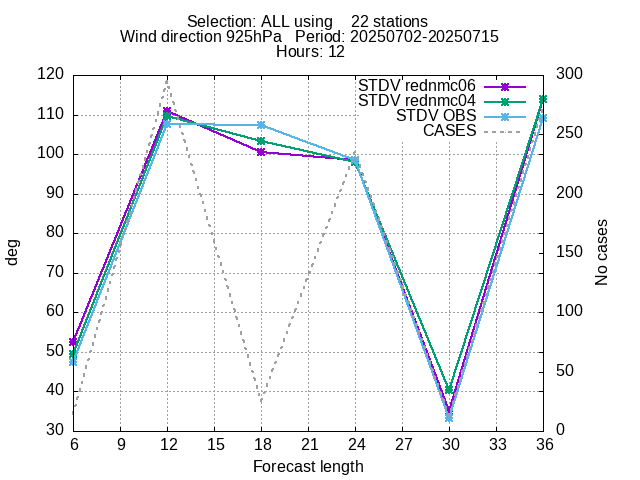 Selection: ALL using    22 stations
Wind direction 925hPa   Period: 20250702-20250715
Hours: 12
STDV rednmc06
STDV rednmc04
STDV OBS
CASES
120
110
100
90
80
70
60
50
40
30
deg
300
250
200
150
100
50
0
No cases
6 9 12 15 18 21 24 27 30 33 36
Forecast length